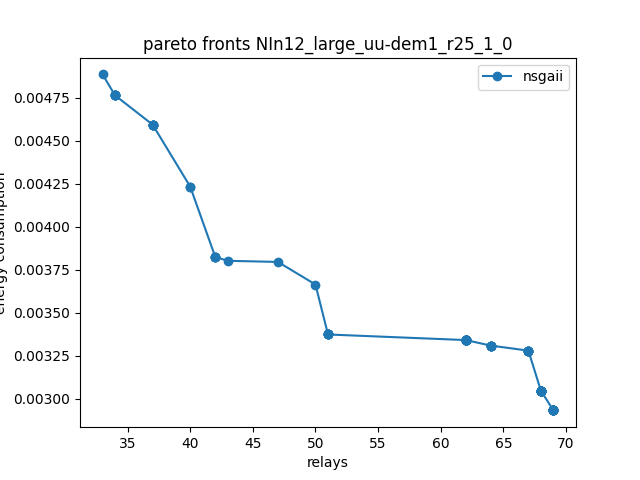 pareto fronts NIn12_large_uu-dem1_r25_1_0
nsgaii
0.00475
0.00450
0.00425
0.00400
0.00375
0.00350
0.00325
0.00300
energy consumption
35 40 45 50 55 60 65 70
relays